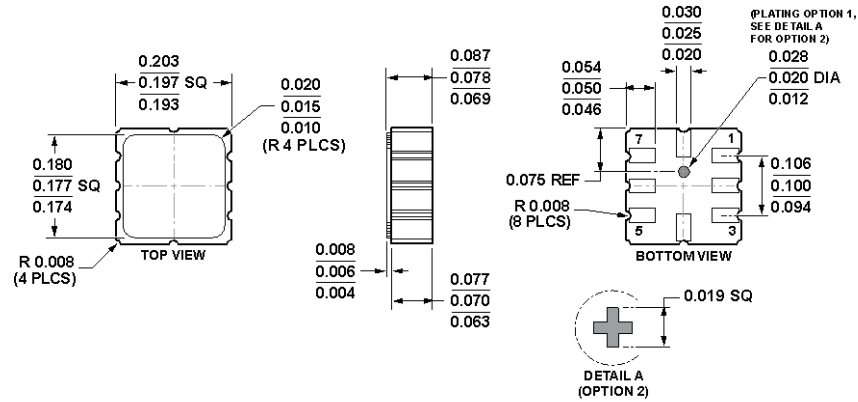 0.203
0.197 SQ
0.193
0.020
0.015
0.010
(R 4 PLCS)
0.180
0.177 SQ
0.174
R 0.008
(4 PLCS)
TOP VIEW
0.087
0.078
0.069
0.008
0.006
0.004
0.077
0.070
0.063
0.030
0.025
0.020
(PLATING OPTION 1,
SEE DETAIL A
FOR OPTION 2)
0.054
0.050
0.046
0.028
0.020 DIA
0.012
7
1
0.075 REF
0.106
0.100
0.094
R 0.008
(8 PLCS)
5
3
BOTTOM VIEW
0.019 SQ
DETAIL A
(OPTION 2)